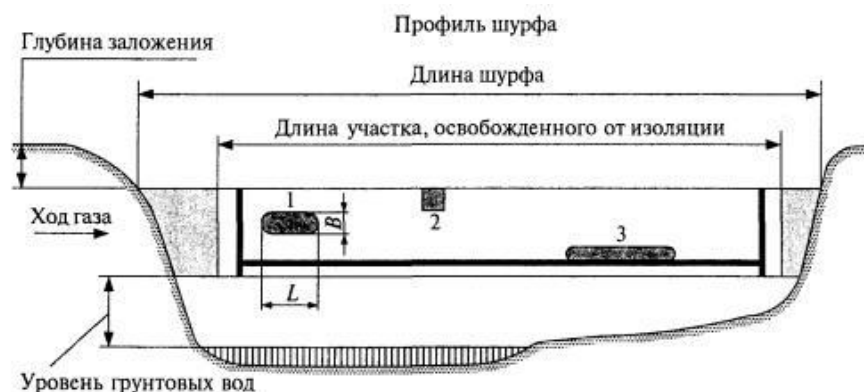 Профиль шурфа
Глубина заложения
Длина шурфа
Длина участка, освобожденного от изоляции
Ход газа
1
B
2
3
L
Уровень грунтовых вод